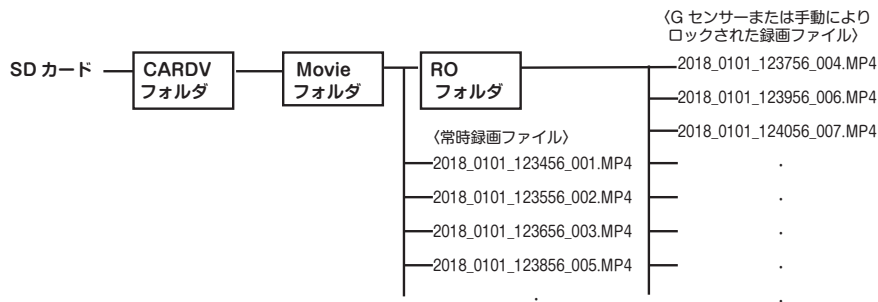 〈G センサーまたは手動により
ロックされた録画ファイル〉
SD カード
CARDV
フォルダ
Movie
フォルダ
RO
フォルダ
2018_0101_123756_004.MP4
2018_0101_123956_006.MP4
2018_0101_124056_007.MP4
〈常時録画ファイル〉
2018_0101_123456_001.MP4
2018_0101_123556_002.MP4
2018_0101_123656_003.MP4
2018_0101_123856_005.MP4